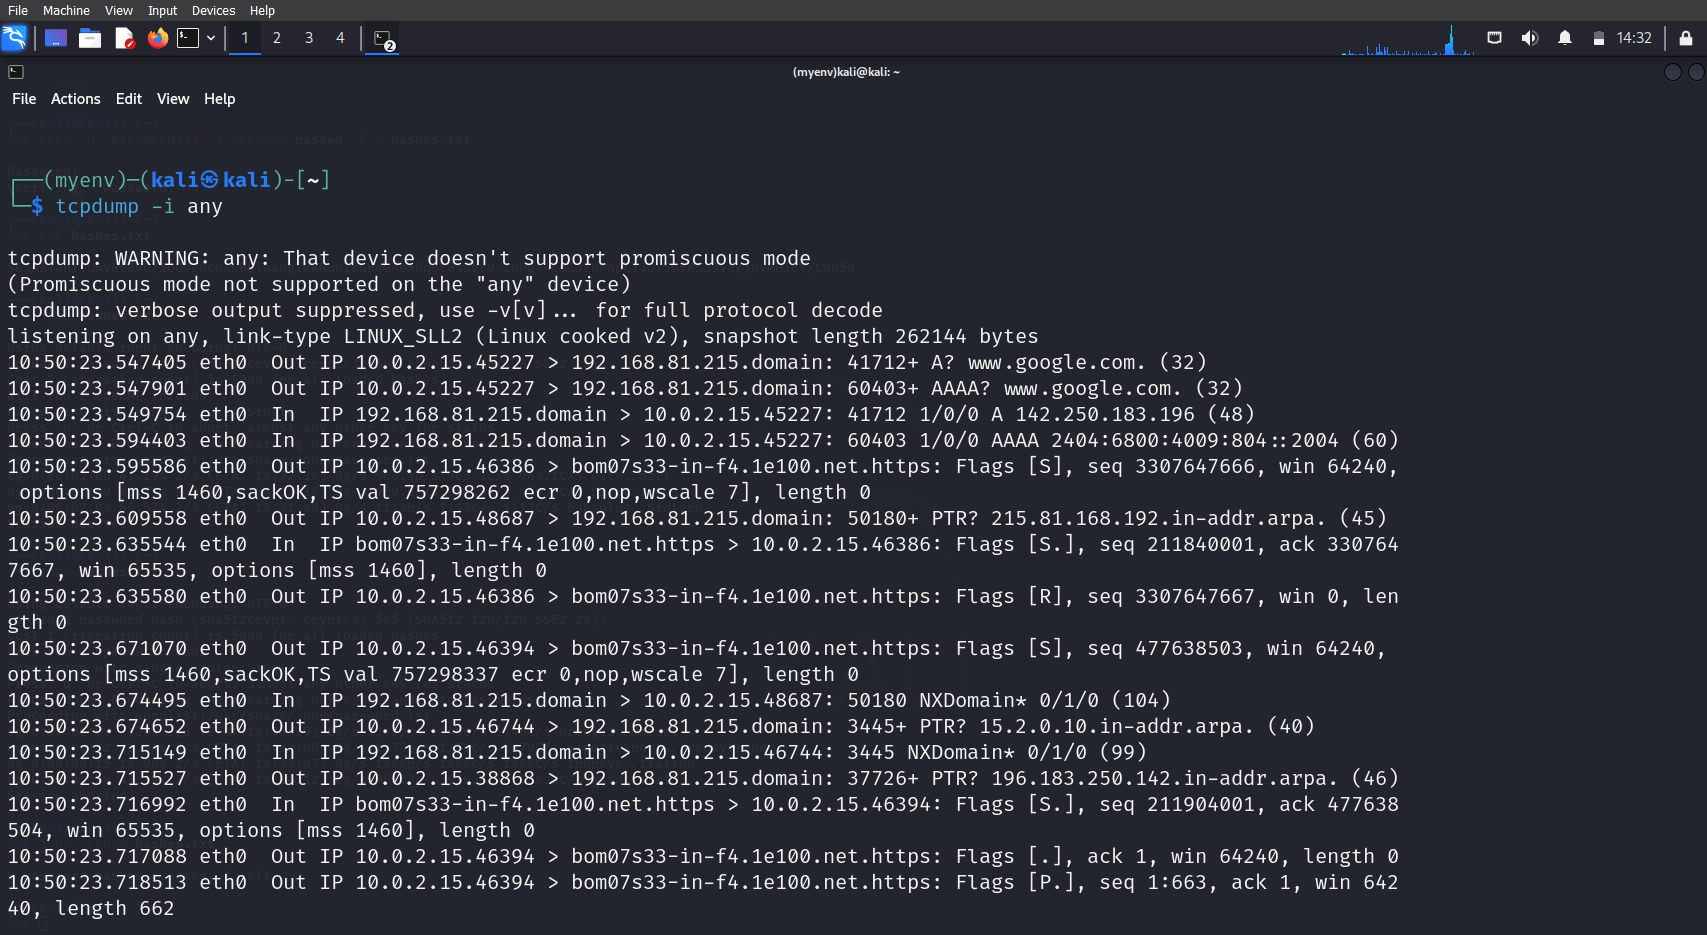 File Machine View Input Devices Help
1 2 3 4 2 14:32
(myenv)kali@kali: ~
File Actions Edit View Help
┌──(myenv)─(kali㉿kali)-[~]
└─$ tcpdump -i any
hashes.txt
tcpdump: WARNING: any: That device doesn't support promiscuous mode
(Promiscuous mode not supported on the "any" device)
tcpdump: verbose output suppressed, use -v[v]... for full protocol decode
listening on any, link-type LINUX_SLL2 (Linux cooked v2), snapshot length 262144 bytes
10:50:23.547405 eth0  Out IP 10.0.2.15.45227 > 192.168.81.215.domain: 41712+ A? www.google.com. (32)
10:50:23.547901 eth0  Out IP 10.0.2.15.45227 > 192.168.81.215.domain: 60403+ AAAA? www.google.com. (32)
10:50:23.549754 eth0  In  IP 192.168.81.215.domain > 10.0.2.15.45227: 41712 1/0/0 A 142.250.183.196 (48)
10:50:23.594403 eth0  In  IP 192.168.81.215.domain > 10.0.2.15.45227: 60403 1/0/0 AAAA 2404:6800:4009:804::2004 (60)
10:50:23.595586 eth0  Out IP 10.0.2.15.46386 > bom07s33-in-f4.1e100.net.https: Flags [S], seq 3307647666, win 64240,
options [mss 1460,sackOK,TS val 757298262 ecr 0,nop,wscale 7], length 0
10:50:23.609558 eth0  Out IP 10.0.2.15.48687 > 192.168.81.215.domain: 50180+ PTR? 215.81.168.192.in-addr.arpa. (45)
10:50:23.635544 eth0  In  IP bom07s33-in-f4.1e100.net.https > 10.0.2.15.46386: Flags [S.], seq 211840001, ack 330764
7667, win 65535, options [mss 1460], length 0
10:50:23.635580 eth0  Out IP 10.0.2.15.46386 > bom07s33-in-f4.1e100.net.https: Flags [R], seq 3307647667, win 0, len
gth 0
10:50:23.671070 eth0  Out IP 10.0.2.15.46394 > bom07s33-in-f4.1e100.net.https: Flags [S], seq 477638503, win 64240,
options [mss 1460,sackOK,TS val 757298337 ecr 0,nop,wscale 7], length 0
10:50:23.674495 eth0  In  IP 192.168.81.215.domain > 10.0.2.15.48687: 50180 NXDomain* 0/1/0 (104)
10:50:23.674652 eth0  Out IP 10.0.2.15.46744 > 192.168.81.215.domain: 3445+ PTR? 15.2.0.10.in-addr.arpa. (40)
10:50:23.715149 eth0  In  IP 192.168.81.215.domain > 10.0.2.15.46744: 3445 NXDomain* 0/1/0 (99)
10:50:23.715527 eth0  Out IP 10.0.2.15.38868 > 192.168.81.215.domain: 37726+ PTR? 196.183.250.142.in-addr.arpa. (46)
10:50:23.716992 eth0  In  IP bom07s33-in-f4.1e100.net.https > 10.0.2.15.46394: Flags [S.], seq 211904001, ack 477638
504, win 65535, options [mss 1460], length 0
10:50:23.717088 eth0  Out IP 10.0.2.15.46394 > bom07s33-in-f4.1e100.net.https: Flags [.], ack 1, win 64240, length 0
10:50:23.718513 eth0  Out IP 10.0.2.15.46394 > bom07s33-in-f4.1e100.net.https: Flags [P.], seq 1:663, ack 1, win 642
40, length 662